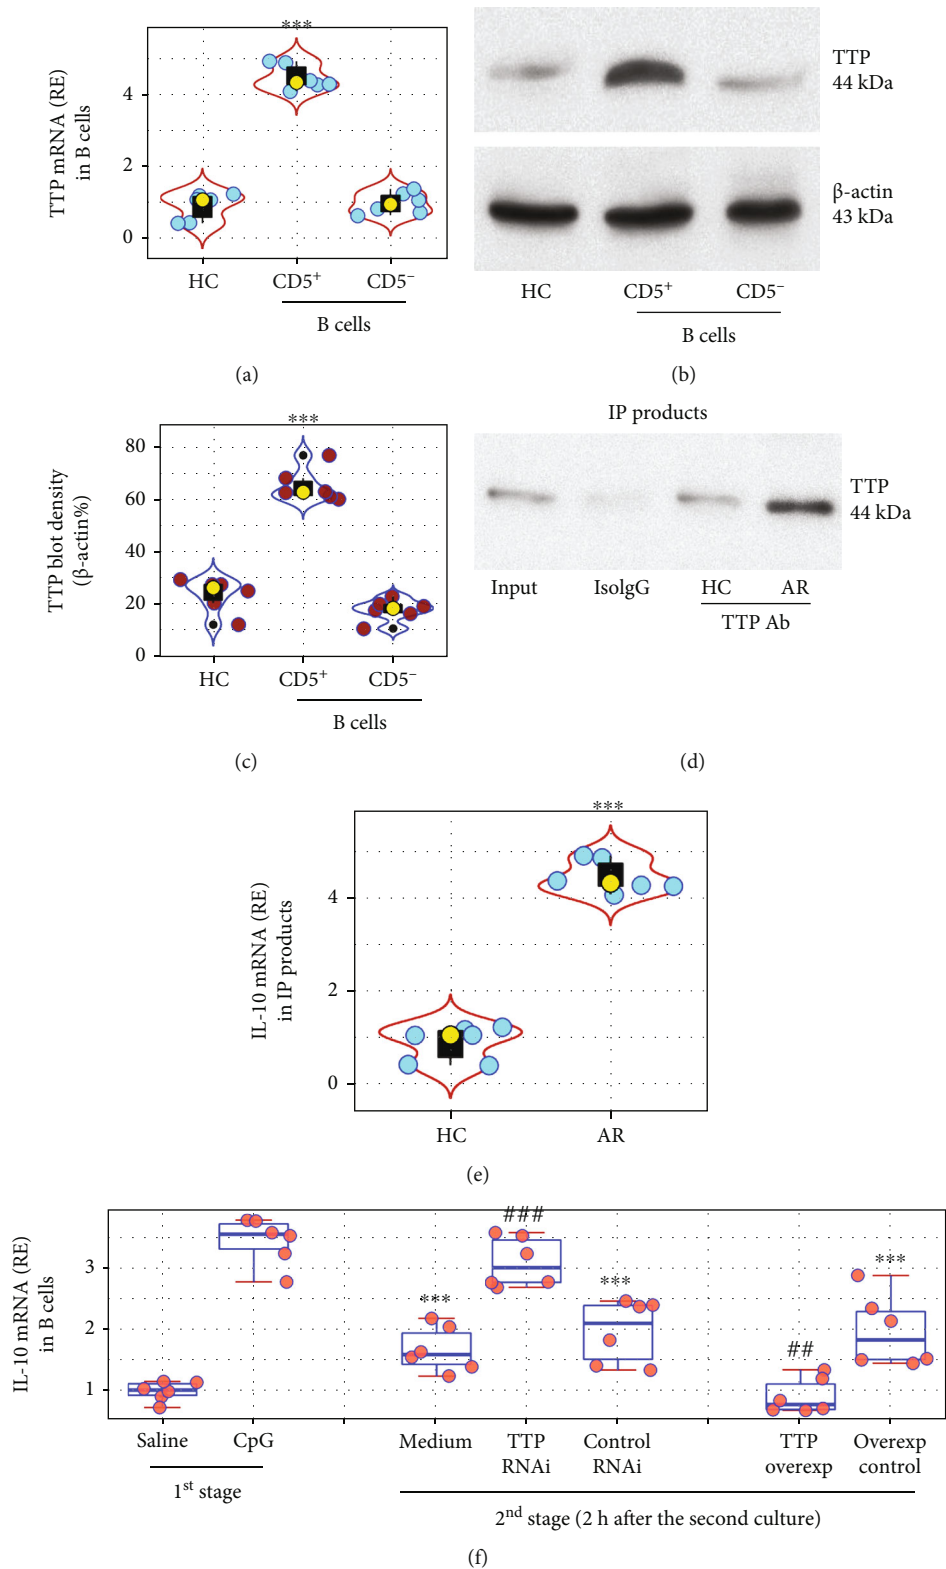 ***
TTP mRNA (RE)
in B cells
4
2
0
HC
CD5⁺
CD5⁻
B cells
(a)
TTP
44 kDa
β-actin
43 kDa
HC
CD5⁺
CD5⁻
B cells
(b)
***
TTP blot density
(β-actin%)
80
60
40
20
0
HC
CD5⁺
CD5⁻
B cells
(c)
IP products
TTP
44 kDa
Input
IsoIgG
HC
AR
TTP Ab
(d)
***
IL-10 mRNA (RE)
in IP products
4
2
0
HC
AR
(e)
IL-10 mRNA (RE)
in B cells
3
2
1
***
###
***
##
***
Saline
CpG
1ˢᵗ stage
Medium
TTP
RNAi
Control
RNAi
TTP
overexp
Overexp
control
2ⁿᵈ stage (2 h after the second culture)
(f)